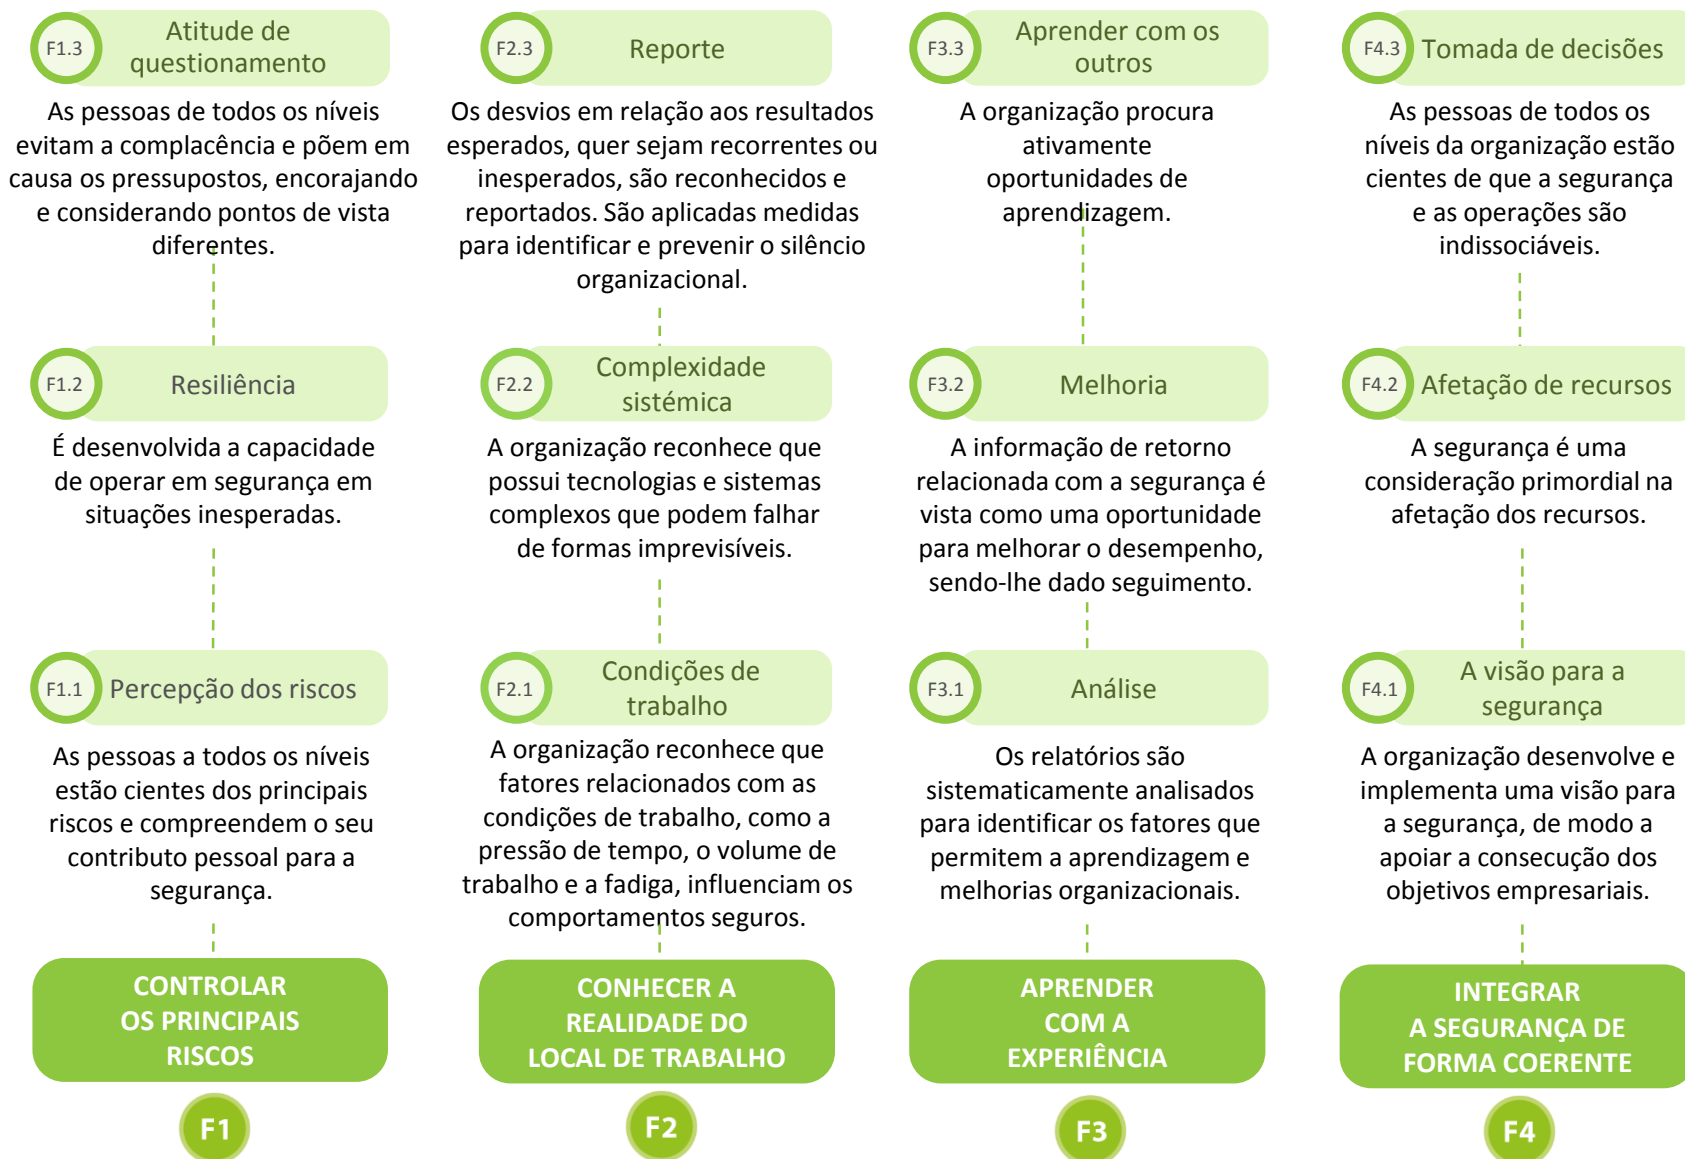 F1.3
Atitude de
questionamento
As pessoas de todos os níveis
evitam a complacência e põem em
causa os pressupostos, encorajando
e considerando pontos de vista
diferentes.
F1.2
Resiliência
É desenvolvida a capacidade
de operar em segurança em
situações inesperadas.
F1.1
Percepção dos riscos
As pessoas a todos os níveis
estão cientes dos principais
riscos e compreendem o seu
contributo pessoal para a
segurança.
CONTROLAR
OS PRINCIPAIS
RISCOS
F1
F2.3
Reporte
Os desvios em relação aos resultados
esperados, quer sejam recorrentes ou
inesperados, são reconhecidos e
reportados. São aplicadas medidas
para identificar e prevenir o silêncio
organizacional.
F2.2
Complexidade
sistémica
A organização reconhece que
possui tecnologias e sistemas
complexos que podem falhar
de formas imprevisíveis.
F2.1
Condições de
trabalho
A organização reconhece que
fatores relacionados com as
condições de trabalho, como a
pressão de tempo, o volume de
trabalho e a fadiga, influenciam os
comportamentos seguros.
CONHECER A
REALIDADE DO
LOCAL DE TRABALHO
F2
F3.3
Aprender com os
outros
A organização procura
ativamente
oportunidades de
aprendizagem.
F3.2
Melhoria
A informação de retorno
relacionada com a segurança é
vista como uma oportunidade
para melhorar o desempenho,
sendo-lhe dado seguimento.
F3.1
Análise
Os relatórios são
sistematicamente analisados
para identificar os fatores que
permitem a aprendizagem e
melhorias organizacionais.
APRENDER
COM A
EXPERIÊNCIA
F3
F4.3
Tomada de decisões
As pessoas de todos os
níveis da organização estão
cientes de que a segurança
e as operações são
indissociáveis.
F4.2
Afetação de recursos
A segurança é uma
consideração primordial na
afetação dos recursos.
F4.1
A visão para a
segurança
A organização desenvolve e
implementa uma visão para
a segurança, de modo a
apoiar a consecução dos
objetivos empresariais.
INTEGRAR
A SEGURANÇA DE
FORMA COERENTE
F4